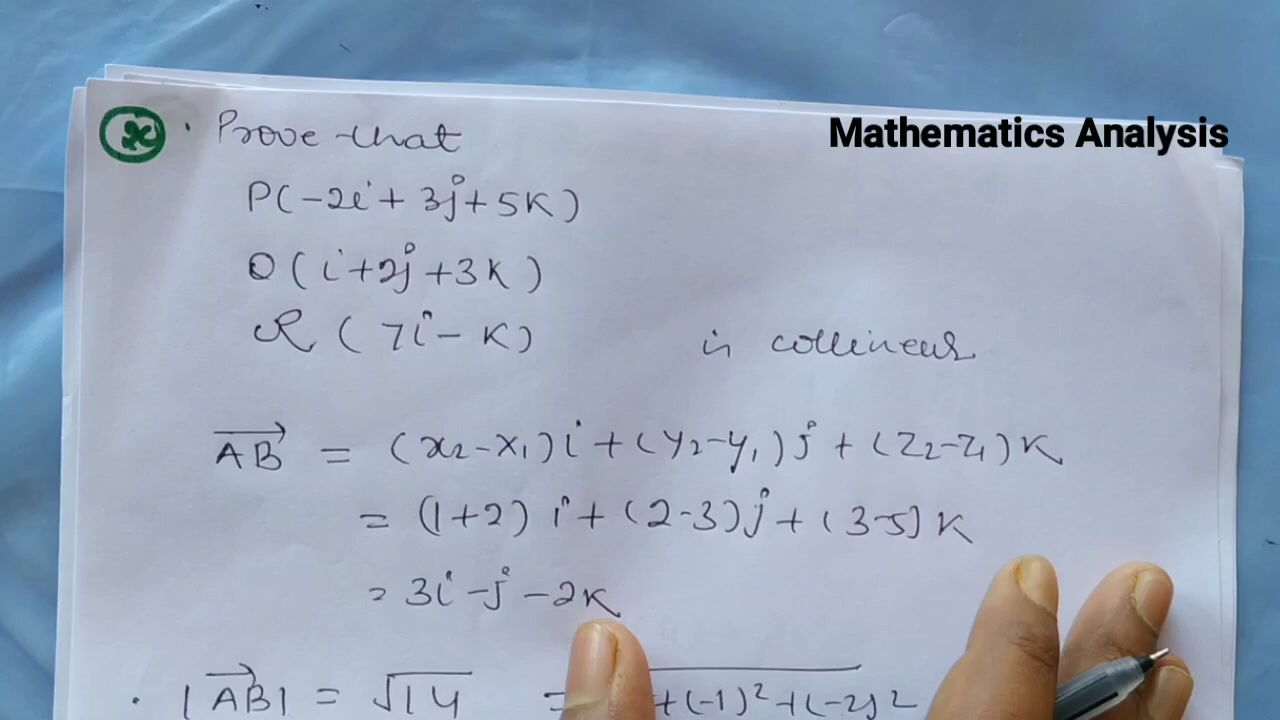 Mathematics Analysis
Prove that
P(-2i + 3j + 5K)
Q (i+2j+3K)
R (7i - K) is collinear
AB = (x₂-x₁)i + (y₂-y₁)j + (z₂-z₁)K
= (1+2)i + (2-3)j + (3-5)K
= 3i - j - 2K
. |AB| = √14 = +(-1)² + (-2)²